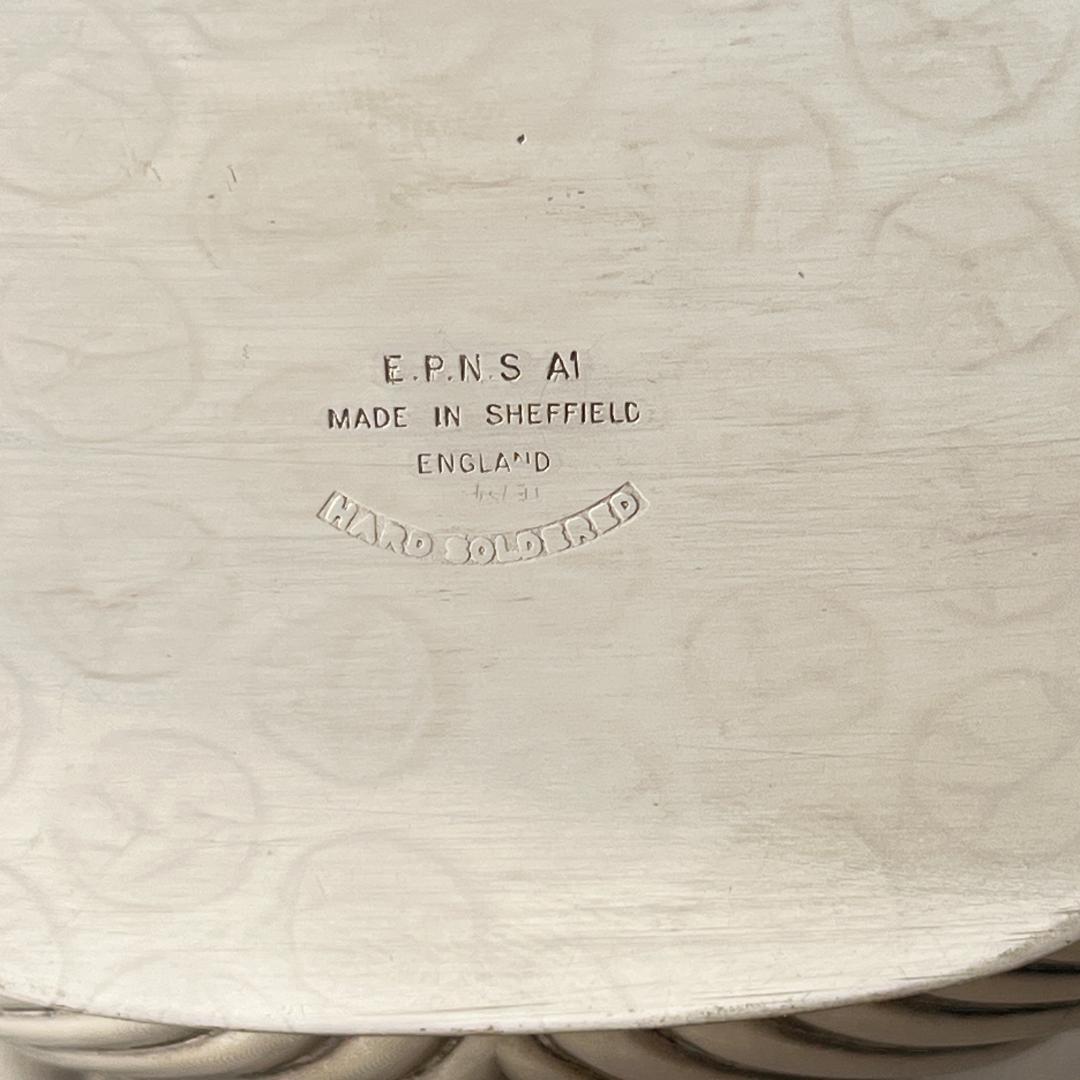 E.P.N.S A1
MADE IN SHEFFIELD
ENGLAND
HARD SOLDERED